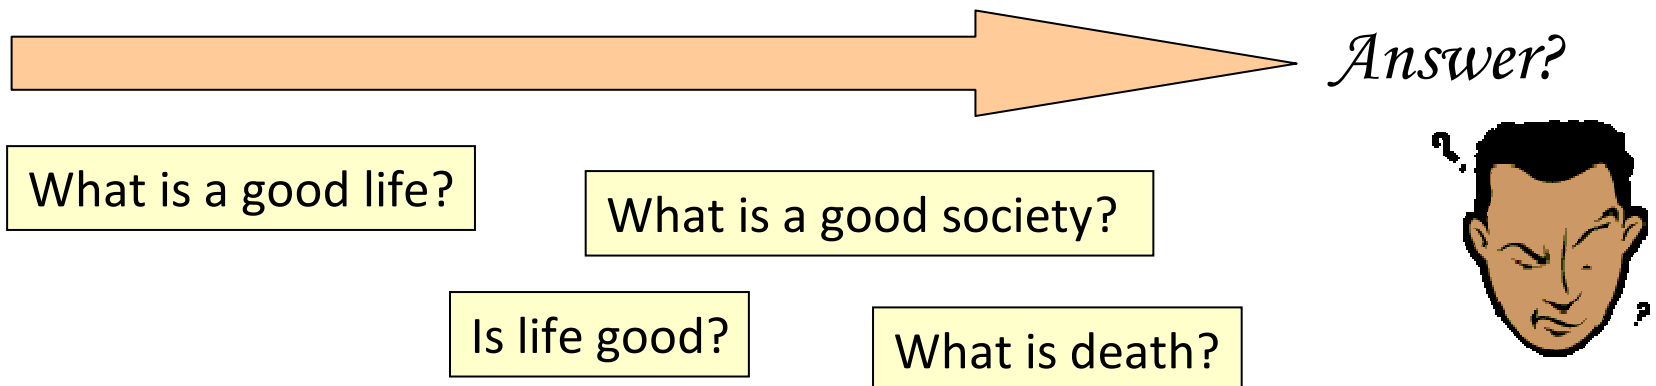 Answer?
What is a good life?
What is a good society?
Is life good?
What is death?
? ?